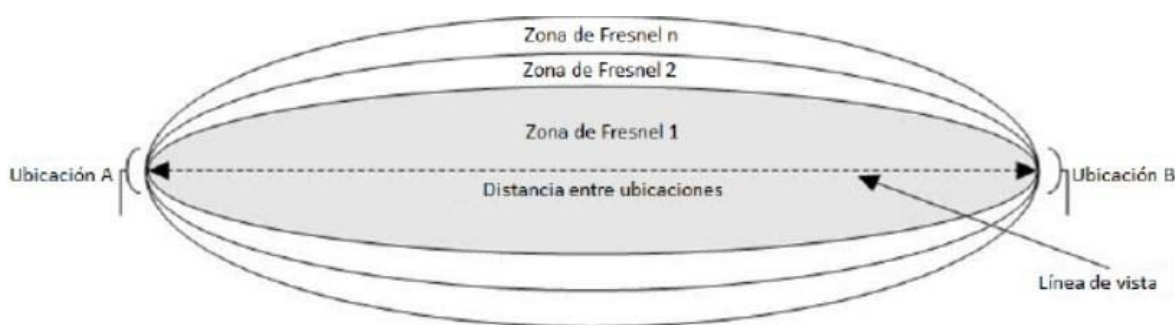 Zona de Fresnel n
Zona de Fresnel 2
Zona de Fresnel 1
Ubicación A
Distancia entre ubicaciones
Ubicación B
Línea de vista